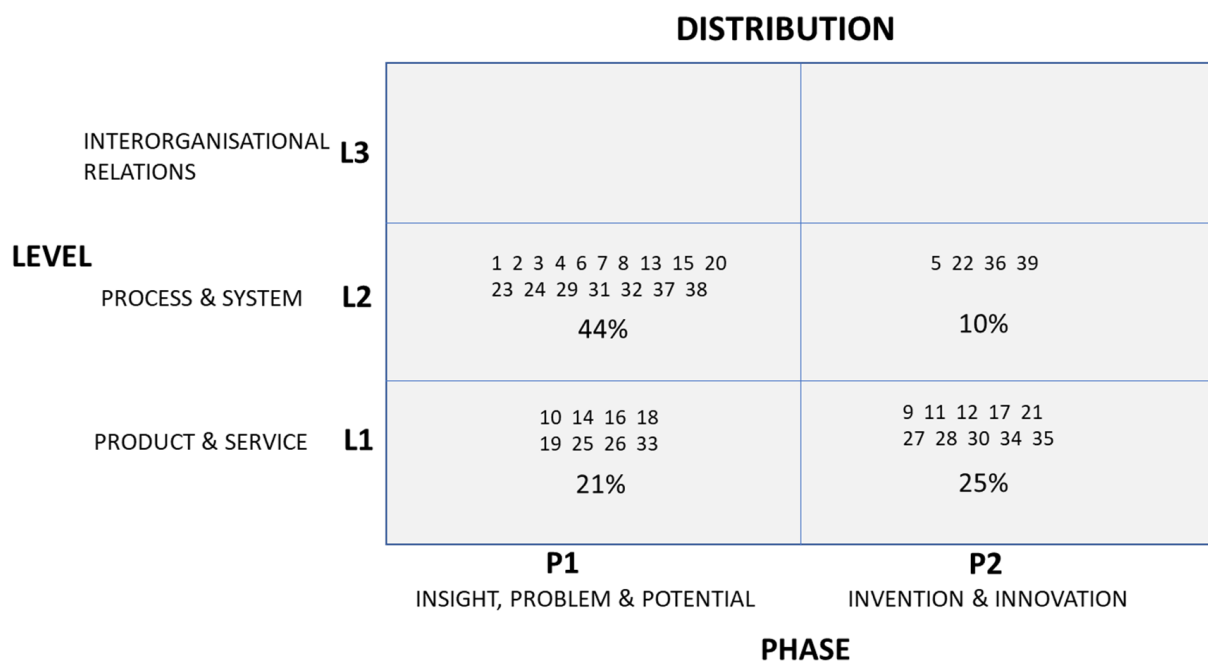 DISTRIBUTION
INTERORGANISATIONAL
RELATIONS
L3
LEVEL
PROCESS & SYSTEM L2
1 2 3 4 6 7 8 13 15 20
23 24 29 31 32 37 38
44%
5 22 36 39
10%
PRODUCT & SERVICE L1
10 14 16 18
19 25 26 33
21%
9 11 12 17 21
27 28 30 34 35
25%
P1
INSIGHT, PROBLEM & POTENTIAL
P2
INVENTION & INNOVATION
PHASE